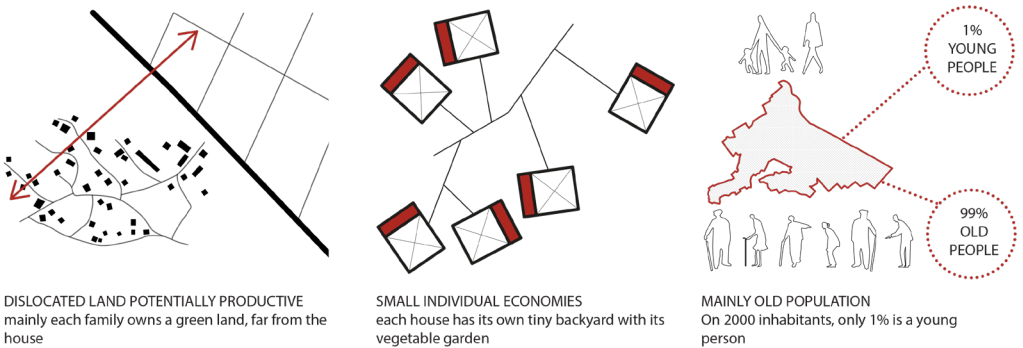 1%
YOUNG
PEOPLE
99%
OLD
PEOPLE
DISLOCATED LAND POTENTIALLY PRODUCTIVE
mainly each family owns a green land, far from the
house
SMALL INDIVIDUAL ECONOMIES
each house has its own tiny backyard with its
vegetable garden
MAINLY OLD POPULATION
On 2000 inhabitants, only 1% is a young
person